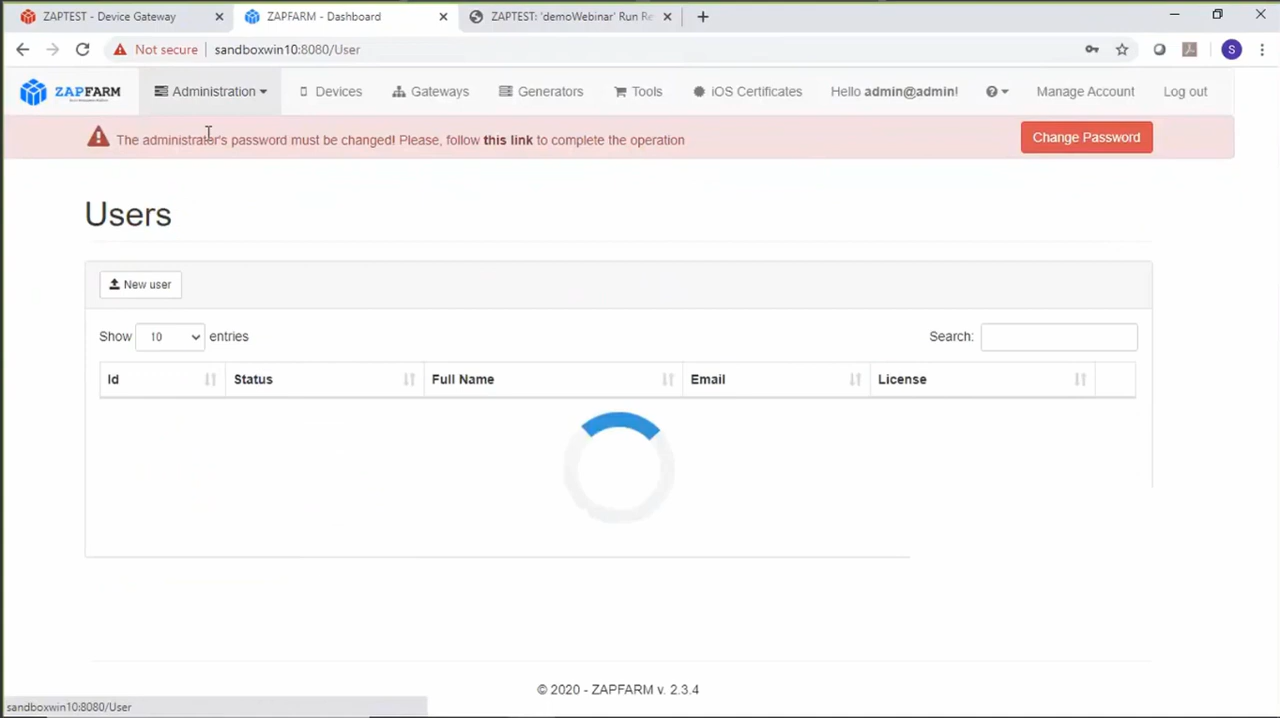 ZAPTEST - Device Gateway
ZAPFARM - Dashboard
ZAPTEST: 'demoWebinar' Run Re
Not secure
sandboxwin10:8080/User
S
ZAPFARM
Administration
Devices
Gateways
Generators
Tools
iOS Certificates
Hello admin@admin!
Manage Account
Log out
The administrator's password must be changed! Please, follow this link to complete the operation
Change Password
Users
New user
Show 10 entries
Search:
Id
Status
Full Name
Email
License
© 2020 - ZAPFARM v. 2.3.4
sandboxwin10:8080/User